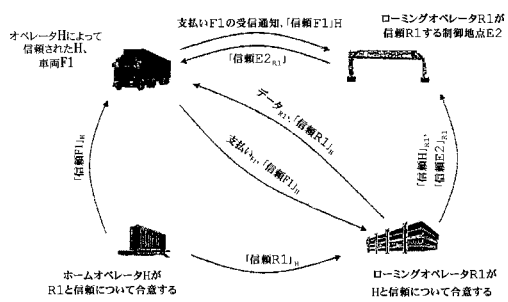 オペレータHによって
信頼されたH、
車両F1
支払いF1の受信通知、「信頼F1」H
「信頼E2R1」
ローミングオペレータR1が
信頼R1する制御地点E2
データR1、「信頼R1」H
支払いF1、「信頼F1」H
「信頼F1」H
「信頼H」R1、
「信頼E2」R1
「信頼R1」H
ホームオペレータHが
R1と信頼について合意する
ローミングオペレータR1が
Hと信頼について合意する